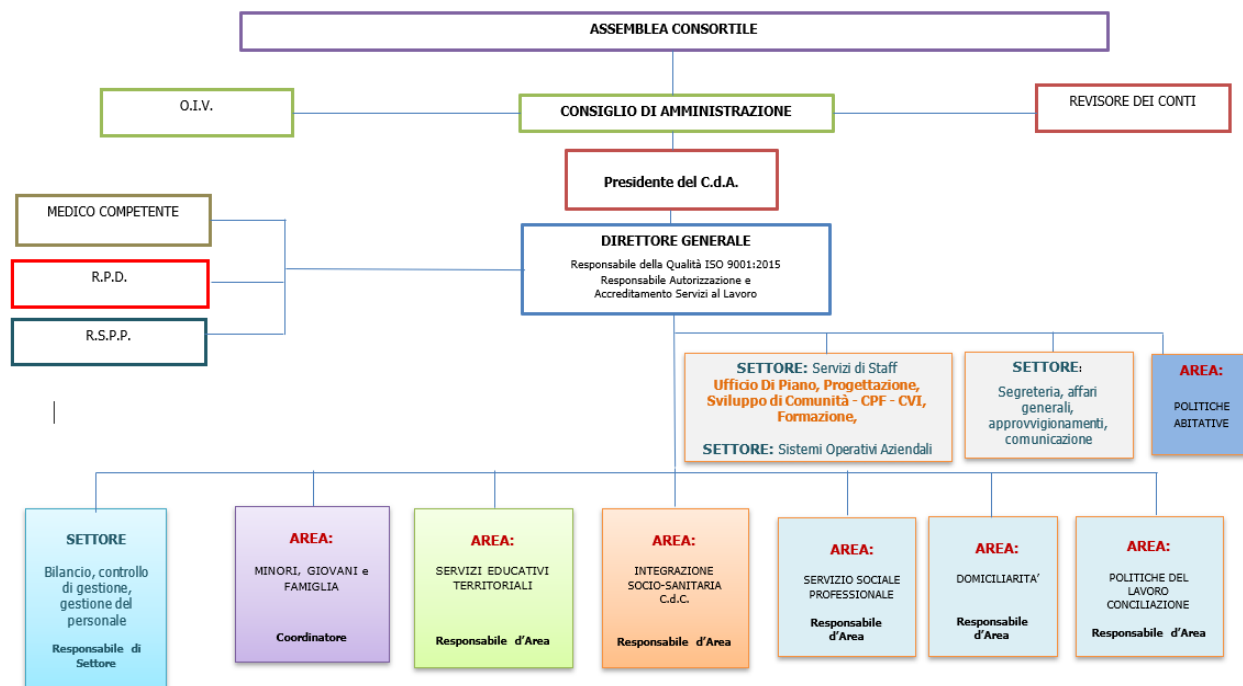 ASSEMBLEA CONSORTILE
O.I.V.
CONSIGLIO DI AMMINISTRAZIONE
REVISORE DEI CONTI
Presidente del C.d.A.
MEDICO COMPETENTE
R.P.D.
R.S.P.P.
DIRETTORE GENERALE
Responsabile della Qualità ISO 9001:2015
Responsabile Autorizzazione e
Accreditamento Servizi al Lavoro
SETTORE: Servizi di Staff
Ufficio Di Piano, Progettazione,
Sviluppo di Comunità - CPF - CVI,
Formazione,
SETTORE: Sistemi Operativi Aziendali
SETTORE:
Segreteria, affari
generali,
approvvigionamenti,
comunicazione
AREA:
POLITICHE
ABITATIVE
SETTORE
Bilancio, controllo
di gestione,
gestione del
personale
Responsabile di
Settore
AREA:
MINORI, GIOVANI e
FAMIGLIA
Coordinatore
AREA:
SERVIZI EDUCATIVI
TERRITORIALI
Responsabile d’Area
AREA:
INTEGRAZIONE
SOCIO-SANITARIA
C.d.C.
Responsabile d’Area
AREA:
SERVIZIO SOCIALE
PROFESSIONALE
Responsabile
d’Area
AREA:
DOMICILIARITA’
Responsabile
d’Area
AREA:
POLITICHE DEL
LAVORO
CONCILIAZIONE
Responsabile d’Area